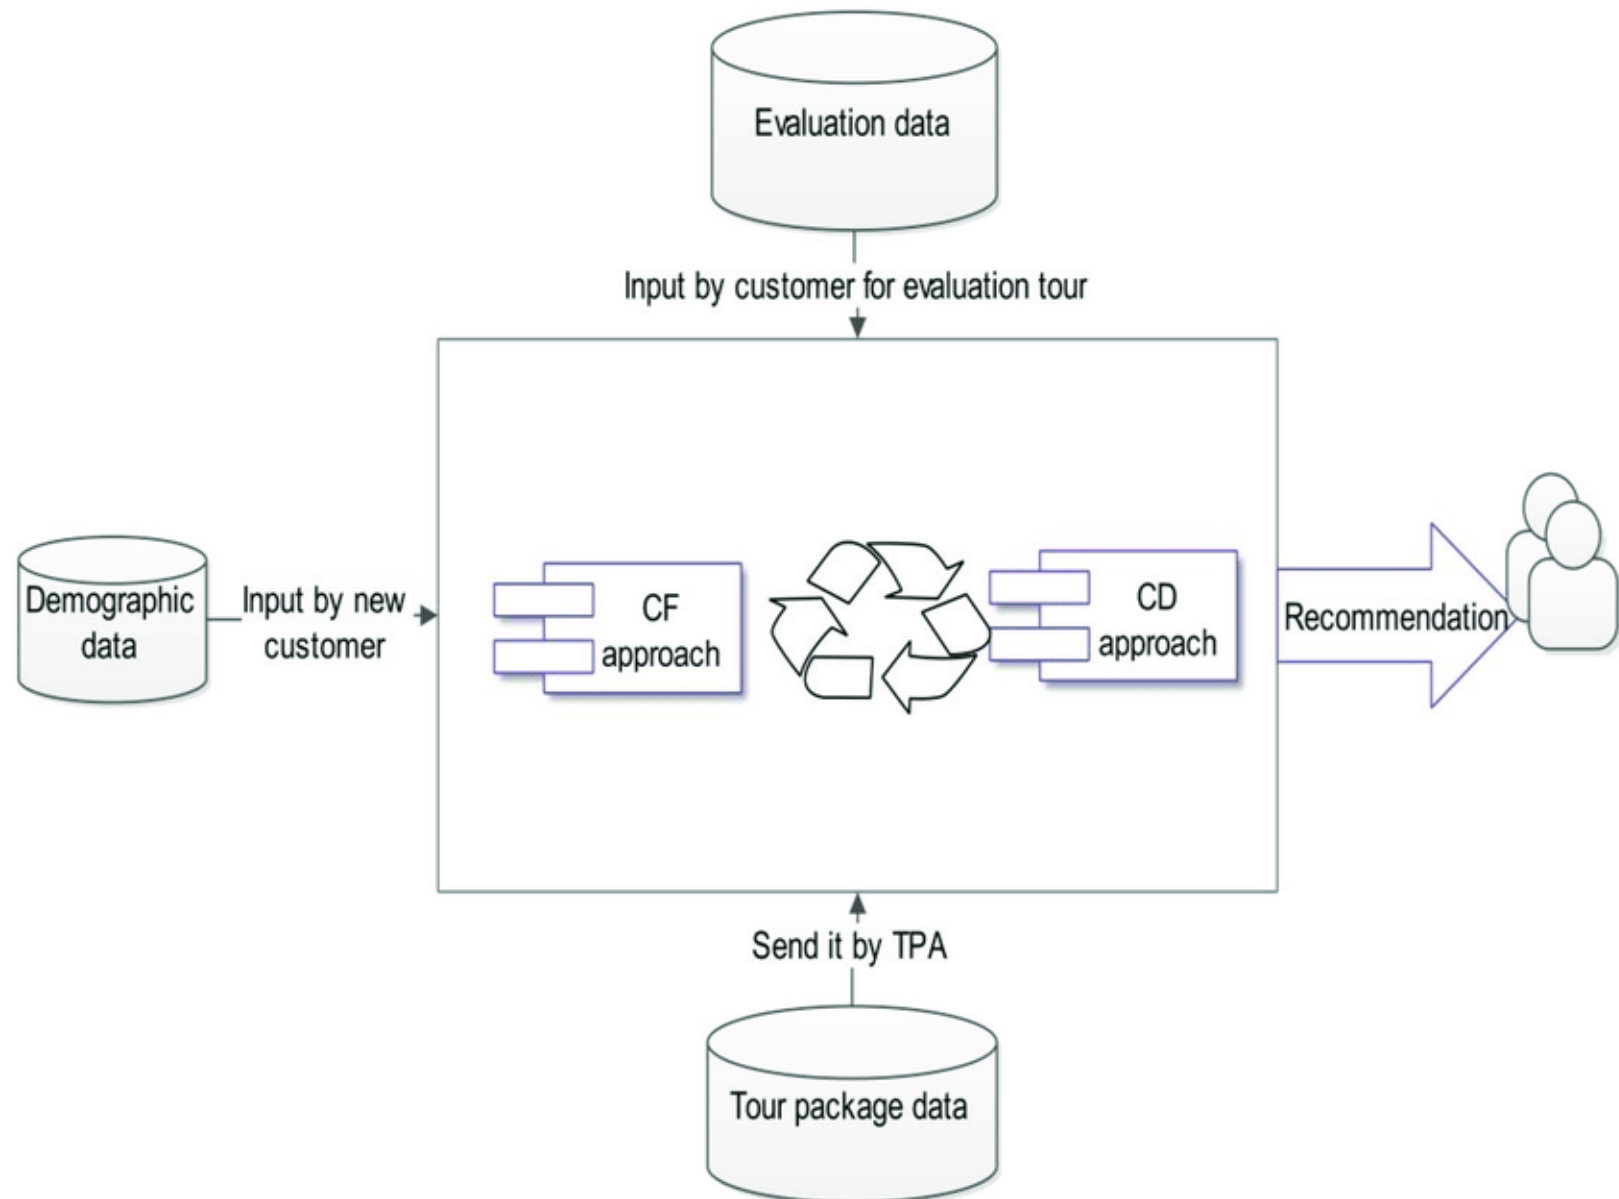 Evaluation data
Input by customer for evaluation tour
Demographic
data
Input by new
customer
CF
approach
CD
approach
Recommendation
Send it by TPA
Tour package data